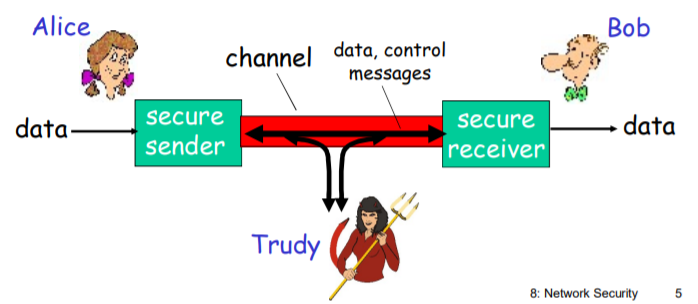 Alice
Bob
channel
data, control
messages
data
secure
sender
secure
receiver
data
Trudy
8: Network Security 5